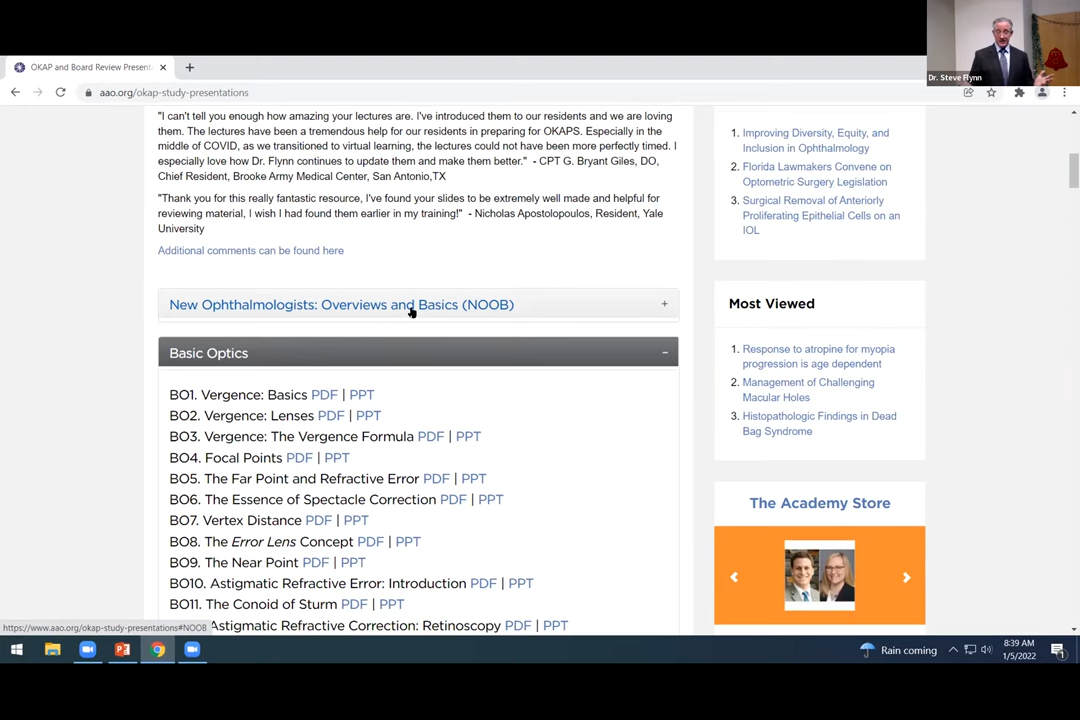 OKAP and Board Review Present
Dr. Steve Flynn
aao.org/okap-study-presentations
"I can't tell you enough how amazing your lectures are. I've introduced them to our residents and we are loving
them. The lectures have been a tremendous help for our residents in preparing for OKAPS. Especially in the
middle of COVID, as we transitioned to virtual learning, the lectures could not have been more perfectly timed. I
especially love how Dr. Flynn continues to update them and make them better." - CPT G. Bryant Giles, DO,
Chief Resident, Brooke Army Medical Center, San Antonio,TX
"Thank you for this really fantastic resource, I've found your slides to be extremely well made and helpful for
reviewing material, I wish I had found them earlier in my training!" - Nicholas Apostolopoulos, Resident, Yale
University
Additional comments can be found here
New Ophthalmologists: Overviews and Basics (NOOB) +
Basic Optics −
BO1. Vergence: Basics PDF | PPT
BO2. Vergence: Lenses PDF | PPT
BO3. Vergence: The Vergence Formula PDF | PPT
BO4. Focal Points PDF | PPT
BO5. The Far Point and Refractive Error PDF | PPT
BO6. The Essence of Spectacle Correction PDF | PPT
BO7. Vertex Distance PDF | PPT
BO8. The Error Lens Concept PDF | PPT
BO9. The Near Point PDF | PPT
BO10. Astigmatic Refractive Error: Introduction PDF | PPT
BO11. The Conoid of Sturm PDF | PPT
Astigmatic Refractive Correction: Retinoscopy PDF | PPT
1. Improving Diversity, Equity, and
Inclusion in Ophthalmology
2. Florida Lawmakers Convene on
Optometric Surgery Legislation
3. Surgical Removal of Anteriorly
Proliferating Epithelial Cells on an
IOL
Most Viewed
1. Response to atropine for myopia
progression is age dependent
2. Management of Challenging
Macular Holes
3. Histopathologic Findings in Dead
Bag Syndrome
The Academy Store
https://www.aao.org/okap-study-presentations#NOOB
Rain coming
8:39 AM
1/5/2022
1